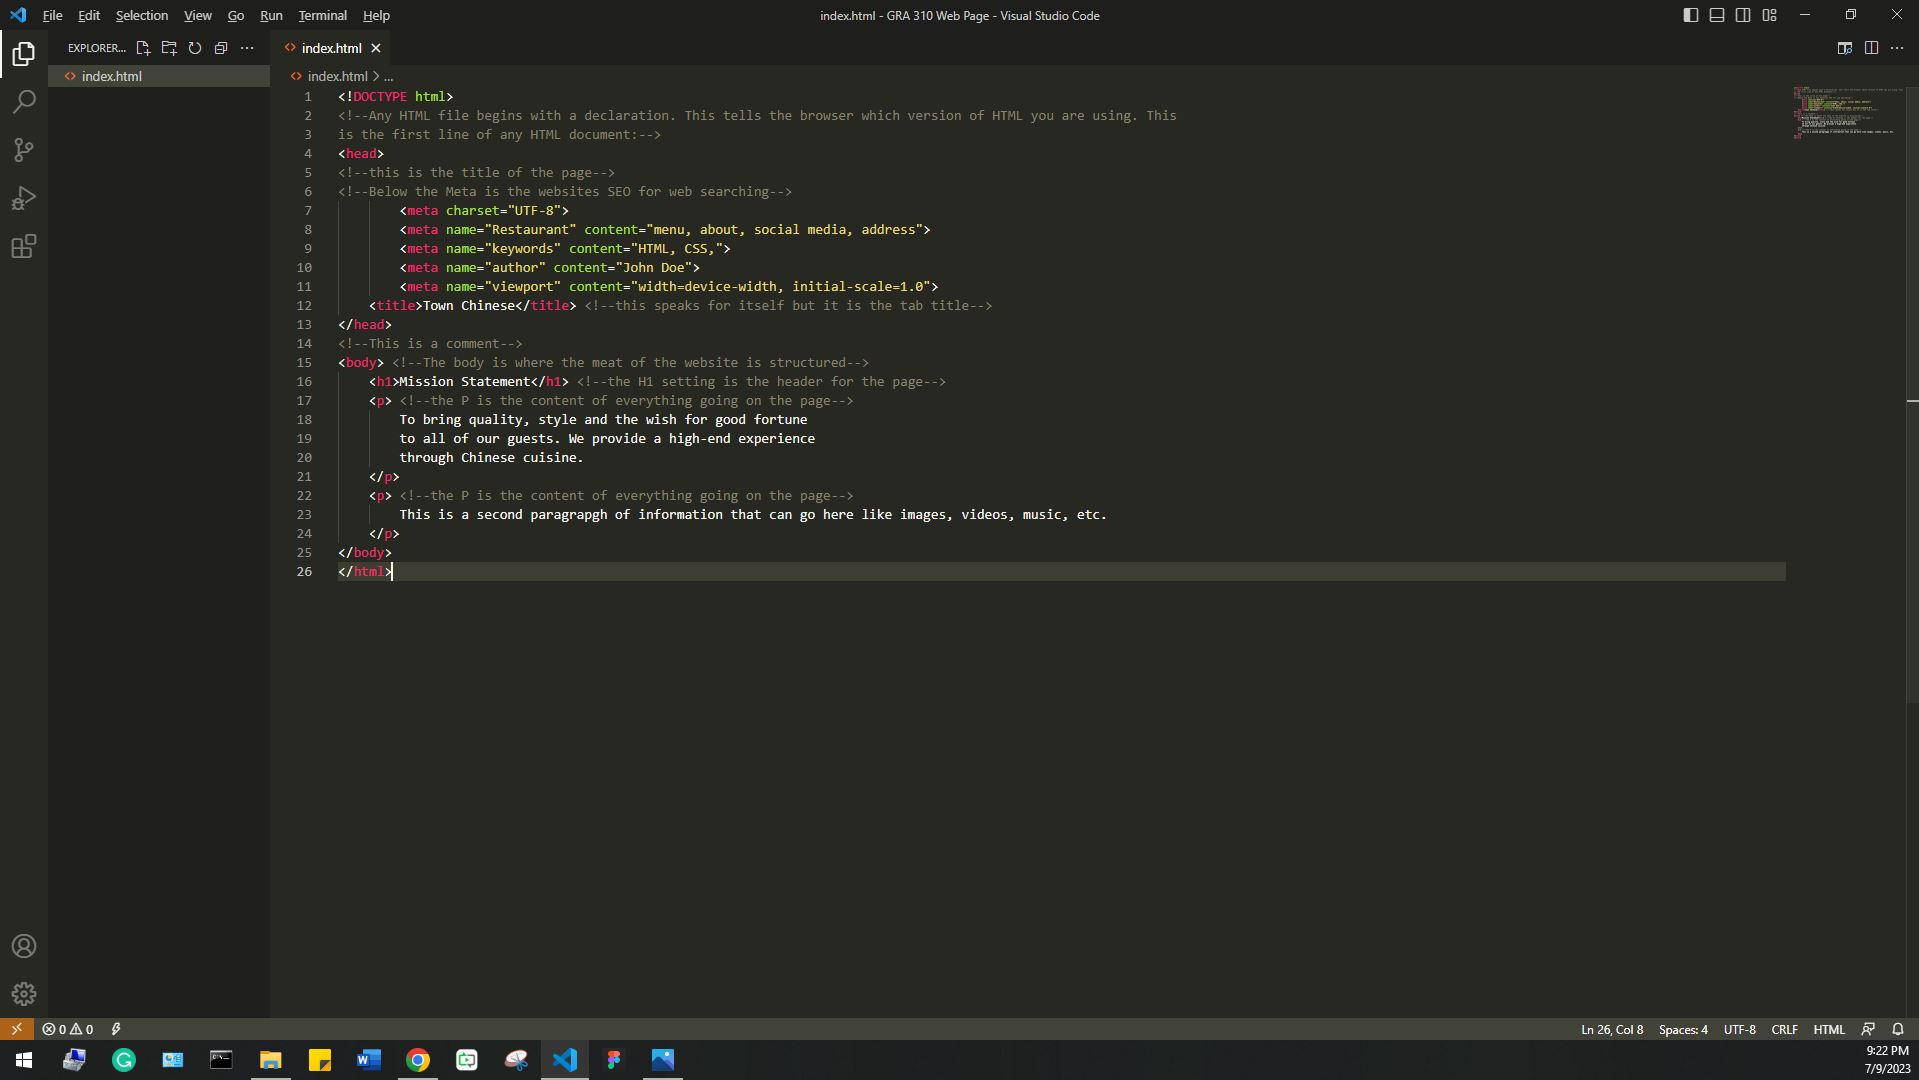 File Edit Selection View Go Run Terminal Help
index.html - GRA 310 Web Page - Visual Studio Code
EXPLORER...
index.html
index.html
index.html > ...
1 <!DOCTYPE html>
2 <!--Any HTML file begins with a declaration. This tells the browser which version of HTML you are using. This
3 is the first line of any HTML document:-->
4 <head>
5 <!--this is the title of the page-->
6 <!--Below the Meta is the websites SEO for web searching-->
7         <meta charset="UTF-8">
8         <meta name="Restaurant" content="menu, about, social media, address">
9         <meta name="keywords" content="HTML, CSS,">
10         <meta name="author" content="John Doe">
11         <meta name="viewport" content="width=device-width, initial-scale=1.0">
12     <title>Town Chinese</title> <!--this speaks for itself but it is the tab title-->
13 </head>
14 <!--This is a comment-->
15 <body> <!--The body is where the meat of the website is structured-->
16     <h1>Mission Statement</h1> <!--the H1 setting is the header for the page-->
17     <p> <!--the P is the content of everything going on the page-->
18         To bring quality, style and the wish for good fortune
19         to all of our guests. We provide a high-end experience
20         through Chinese cuisine.
21     </p>
22     <p> <!--the P is the content of everything going on the page-->
23         This is a second paragrapgh of information that can go here like images, videos, music, etc.
24     </p>
25 </body>
26 </html>
0 0
Ln 26, Col 8 Spaces: 4 UTF-8 CRLF HTML
9:22 PM
7/9/2023